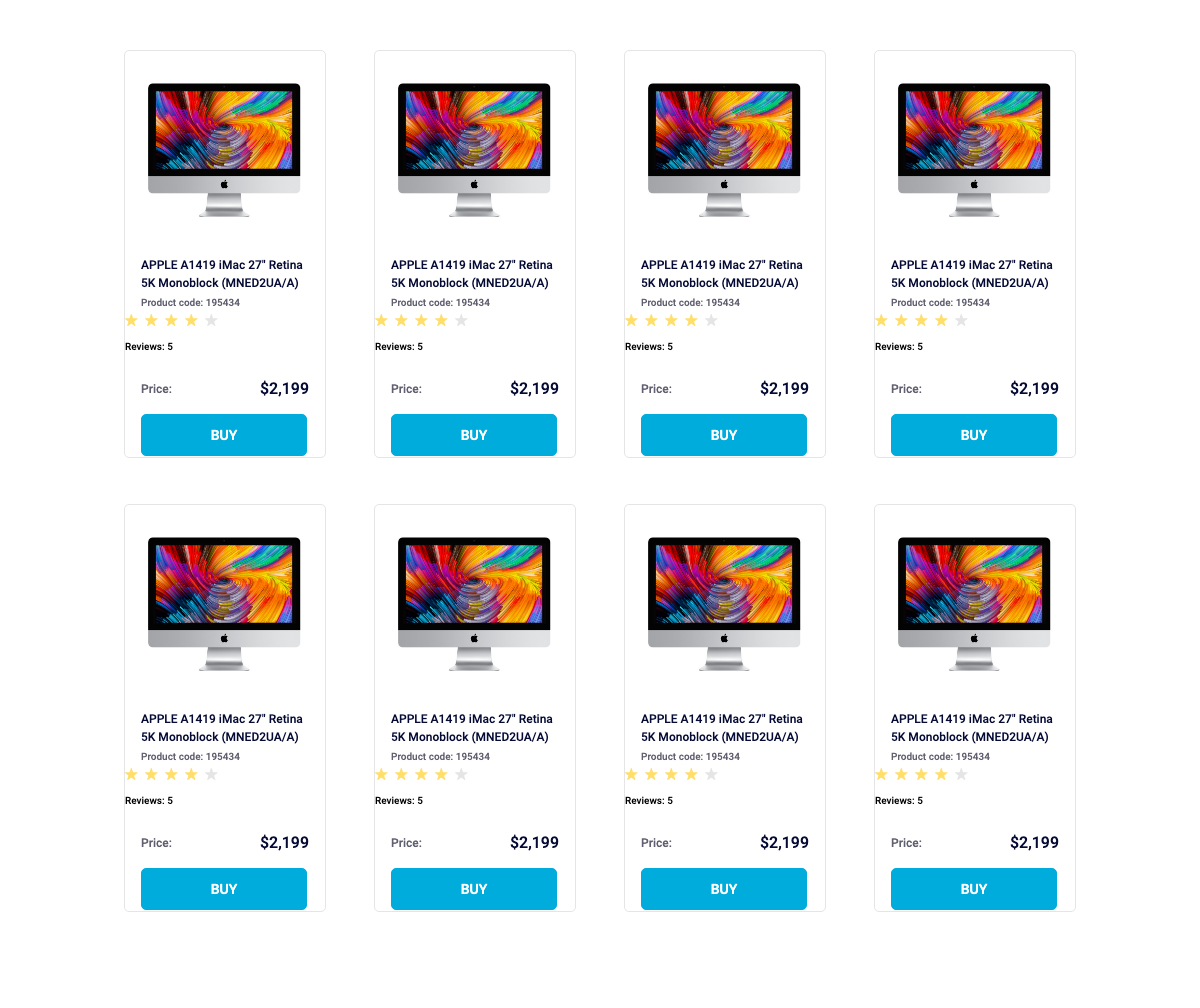 APPLE A1419 iMac 27" Retina
5K Monoblock (MNED2UA/A)
Product code: 195434
Reviews: 5
Price: $2,199
BUY
APPLE A1419 iMac 27" Retina
5K Monoblock (MNED2UA/A)
Product code: 195434
Reviews: 5
Price: $2,199
BUY
APPLE A1419 iMac 27" Retina
5K Monoblock (MNED2UA/A)
Product code: 195434
Reviews: 5
Price: $2,199
BUY
APPLE A1419 iMac 27" Retina
5K Monoblock (MNED2UA/A)
Product code: 195434
Reviews: 5
Price: $2,199
BUY
APPLE A1419 iMac 27" Retina
5K Monoblock (MNED2UA/A)
Product code: 195434
Reviews: 5
Price: $2,199
BUY
APPLE A1419 iMac 27" Retina
5K Monoblock (MNED2UA/A)
Product code: 195434
Reviews: 5
Price: $2,199
BUY
APPLE A1419 iMac 27" Retina
5K Monoblock (MNED2UA/A)
Product code: 195434
Reviews: 5
Price: $2,199
BUY
APPLE A1419 iMac 27" Retina
5K Monoblock (MNED2UA/A)
Product code: 195434
Reviews: 5
Price: $2,199
BUY